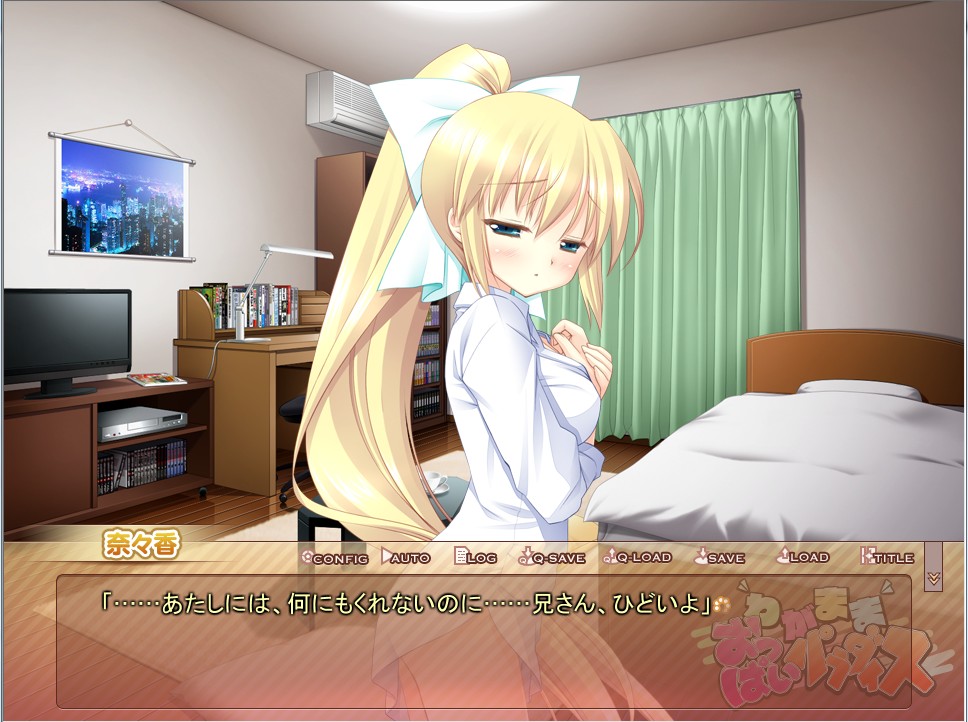 奈々香
CONFIG AUTO LOG Q-SAVE Q-LOAD SAVE LOAD TITLE
「……あたしには、何にもくれないのに……兄さん、ひどいよ」
わがまま
おっぱい
パラダイス